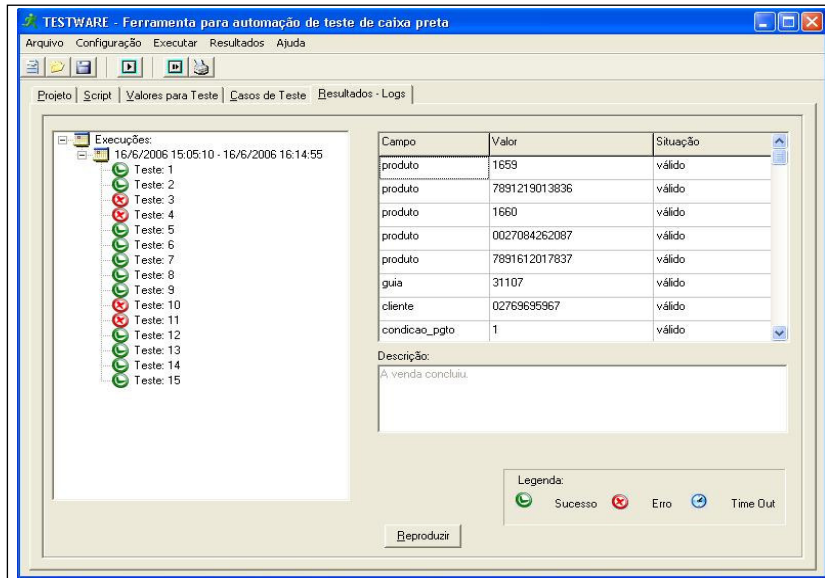 TESTWARE - Ferramenta para automação de teste de caixa preta
Arquivo Configuração Executar Resultados Ajuda
Projeto Script Valores para Teste Casos de Teste Resultados - Logs
Execuções:
16/6/2006 15:05:10 - 16/6/2006 16:14:55
Teste: 1
Teste: 2
Teste: 3
Teste: 4
Teste: 5
Teste: 6
Teste: 7
Teste: 8
Teste: 9
Teste: 10
Teste: 11
Teste: 12
Teste: 13
Teste: 14
Teste: 15
Campo Valor Situação
produto 1659 válido
produto 7891219013836 válido
produto 1660 válido
produto 0027084262087 válido
produto 7891612017837 válido
guia 31107 válido
cliente 02769695967 válido
condicao_pgto 1 válido
Descrição:
A venda concluiu.
Legenda:
Sucesso Erro Time Out
Reproduzir